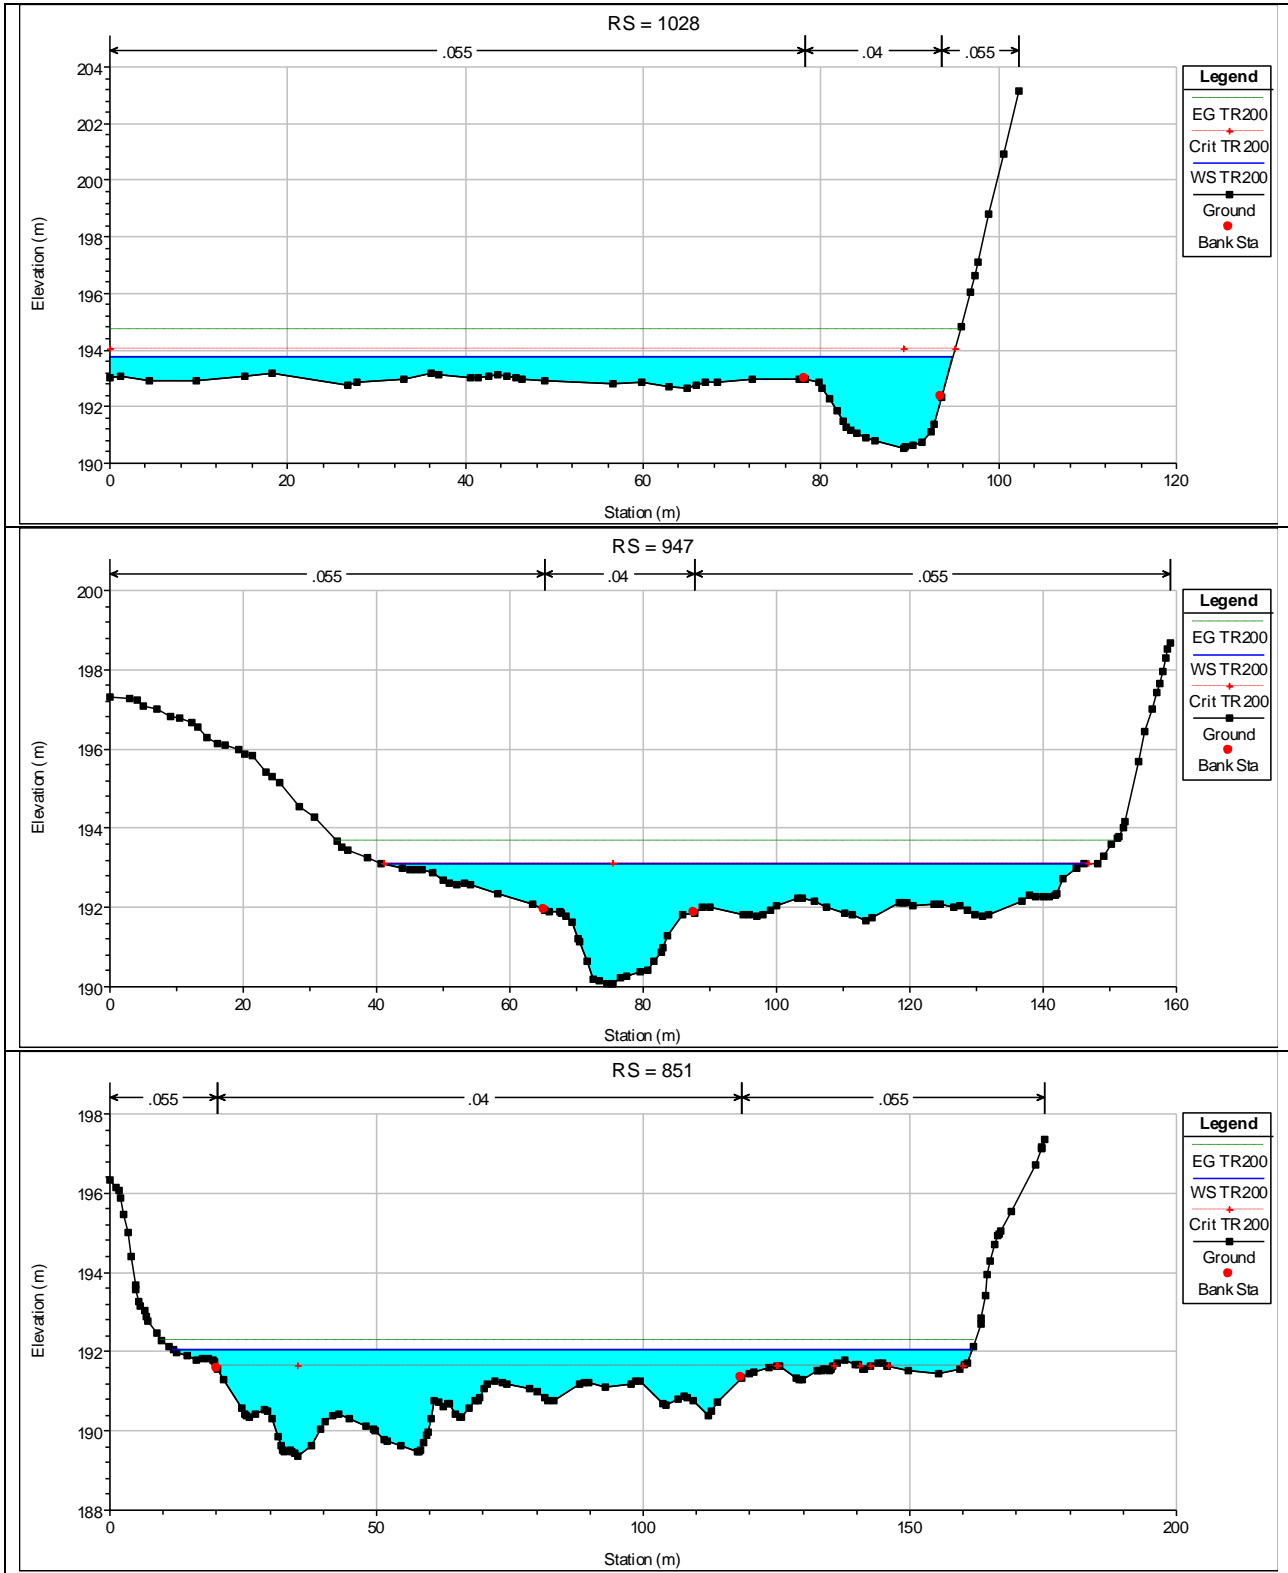 RS = 1028
.055 .04 .055
204
202
200
198
196
194
192
190
Elevation (m)
0 20 40 60 80 100 120
Station (m)
Legend
EG TR200
Crit TR200
WS TR200
Ground
Bank Sta
RS = 947
.055 .04 .055
200
198
196
194
192
190
Elevation (m)
0 20 40 60 80 100 120 140 160
Station (m)
Legend
EG TR200
WS TR200
Crit TR200
Ground
Bank Sta
RS = 851
.055 .04 .055
198
196
194
192
190
188
Elevation (m)
0 50 100 150 200
Station (m)
Legend
EG TR200
WS TR200
Crit TR200
Ground
Bank Sta